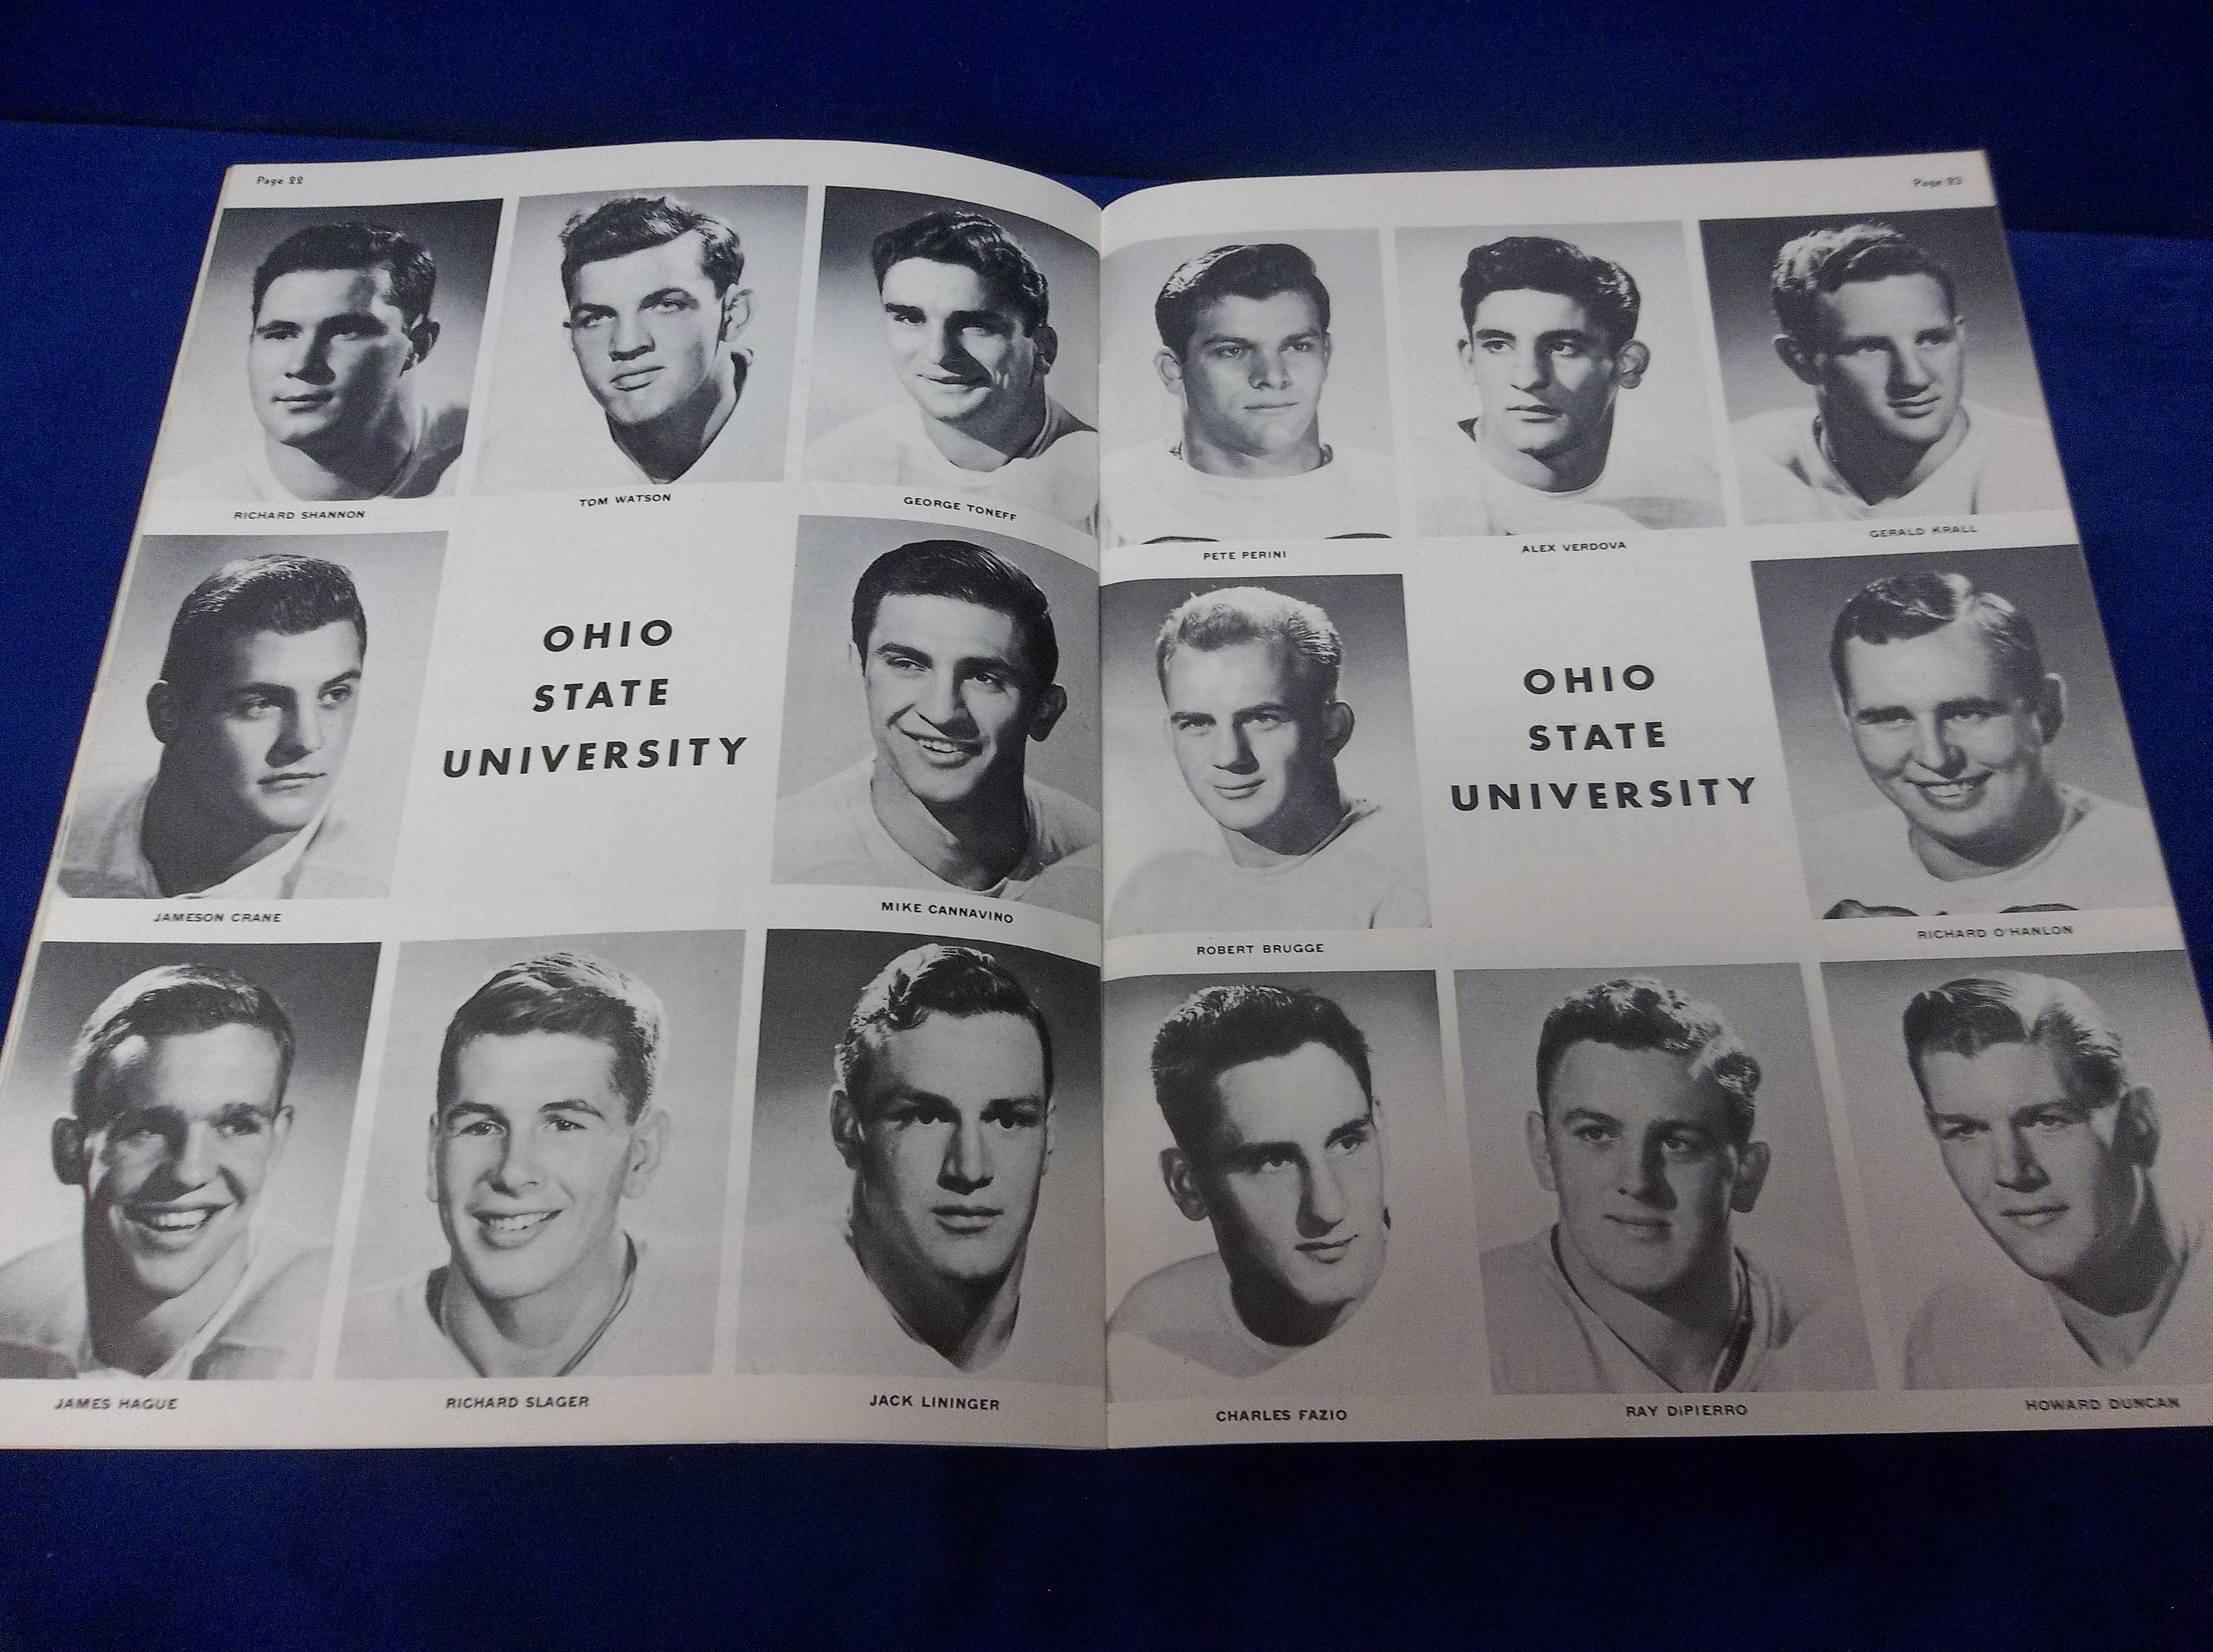 Page 22
RICHARD SHANNON
TOM WATSON
GEORGE TONEFF
JAMESON CRANE
OHIO
STATE
UNIVERSITY
MIKE CANNAVINO
JAMES HAGUE
RICHARD SLAGER
JACK LININGER
Page 23
PETE PERINI
ALEX VERDOVA
GERALD KRALL
ROBERT BRUGGE
OHIO
STATE
UNIVERSITY
RICHARD O'HANLON
CHARLES FAZIO
RAY DiPIERRO
HOWARD DUNCAN